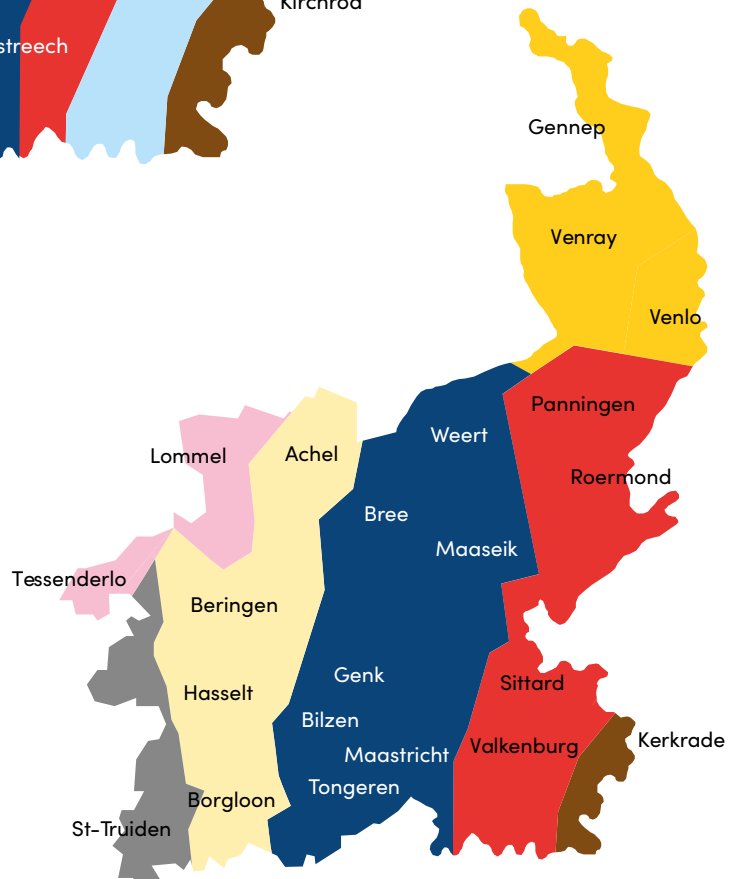 Kirchröd
streech
Gennep
Venray
Venlo
Panningen
Weert
Achel
Lommel
Roermond
Bree
Maaseik
Tessenderlo
Beringen
Genk
Sittard
Hasselt
Bilzen
Kerkrade
Valkenburg
Maastricht
Tongeren
Borgloon
St-Truiden